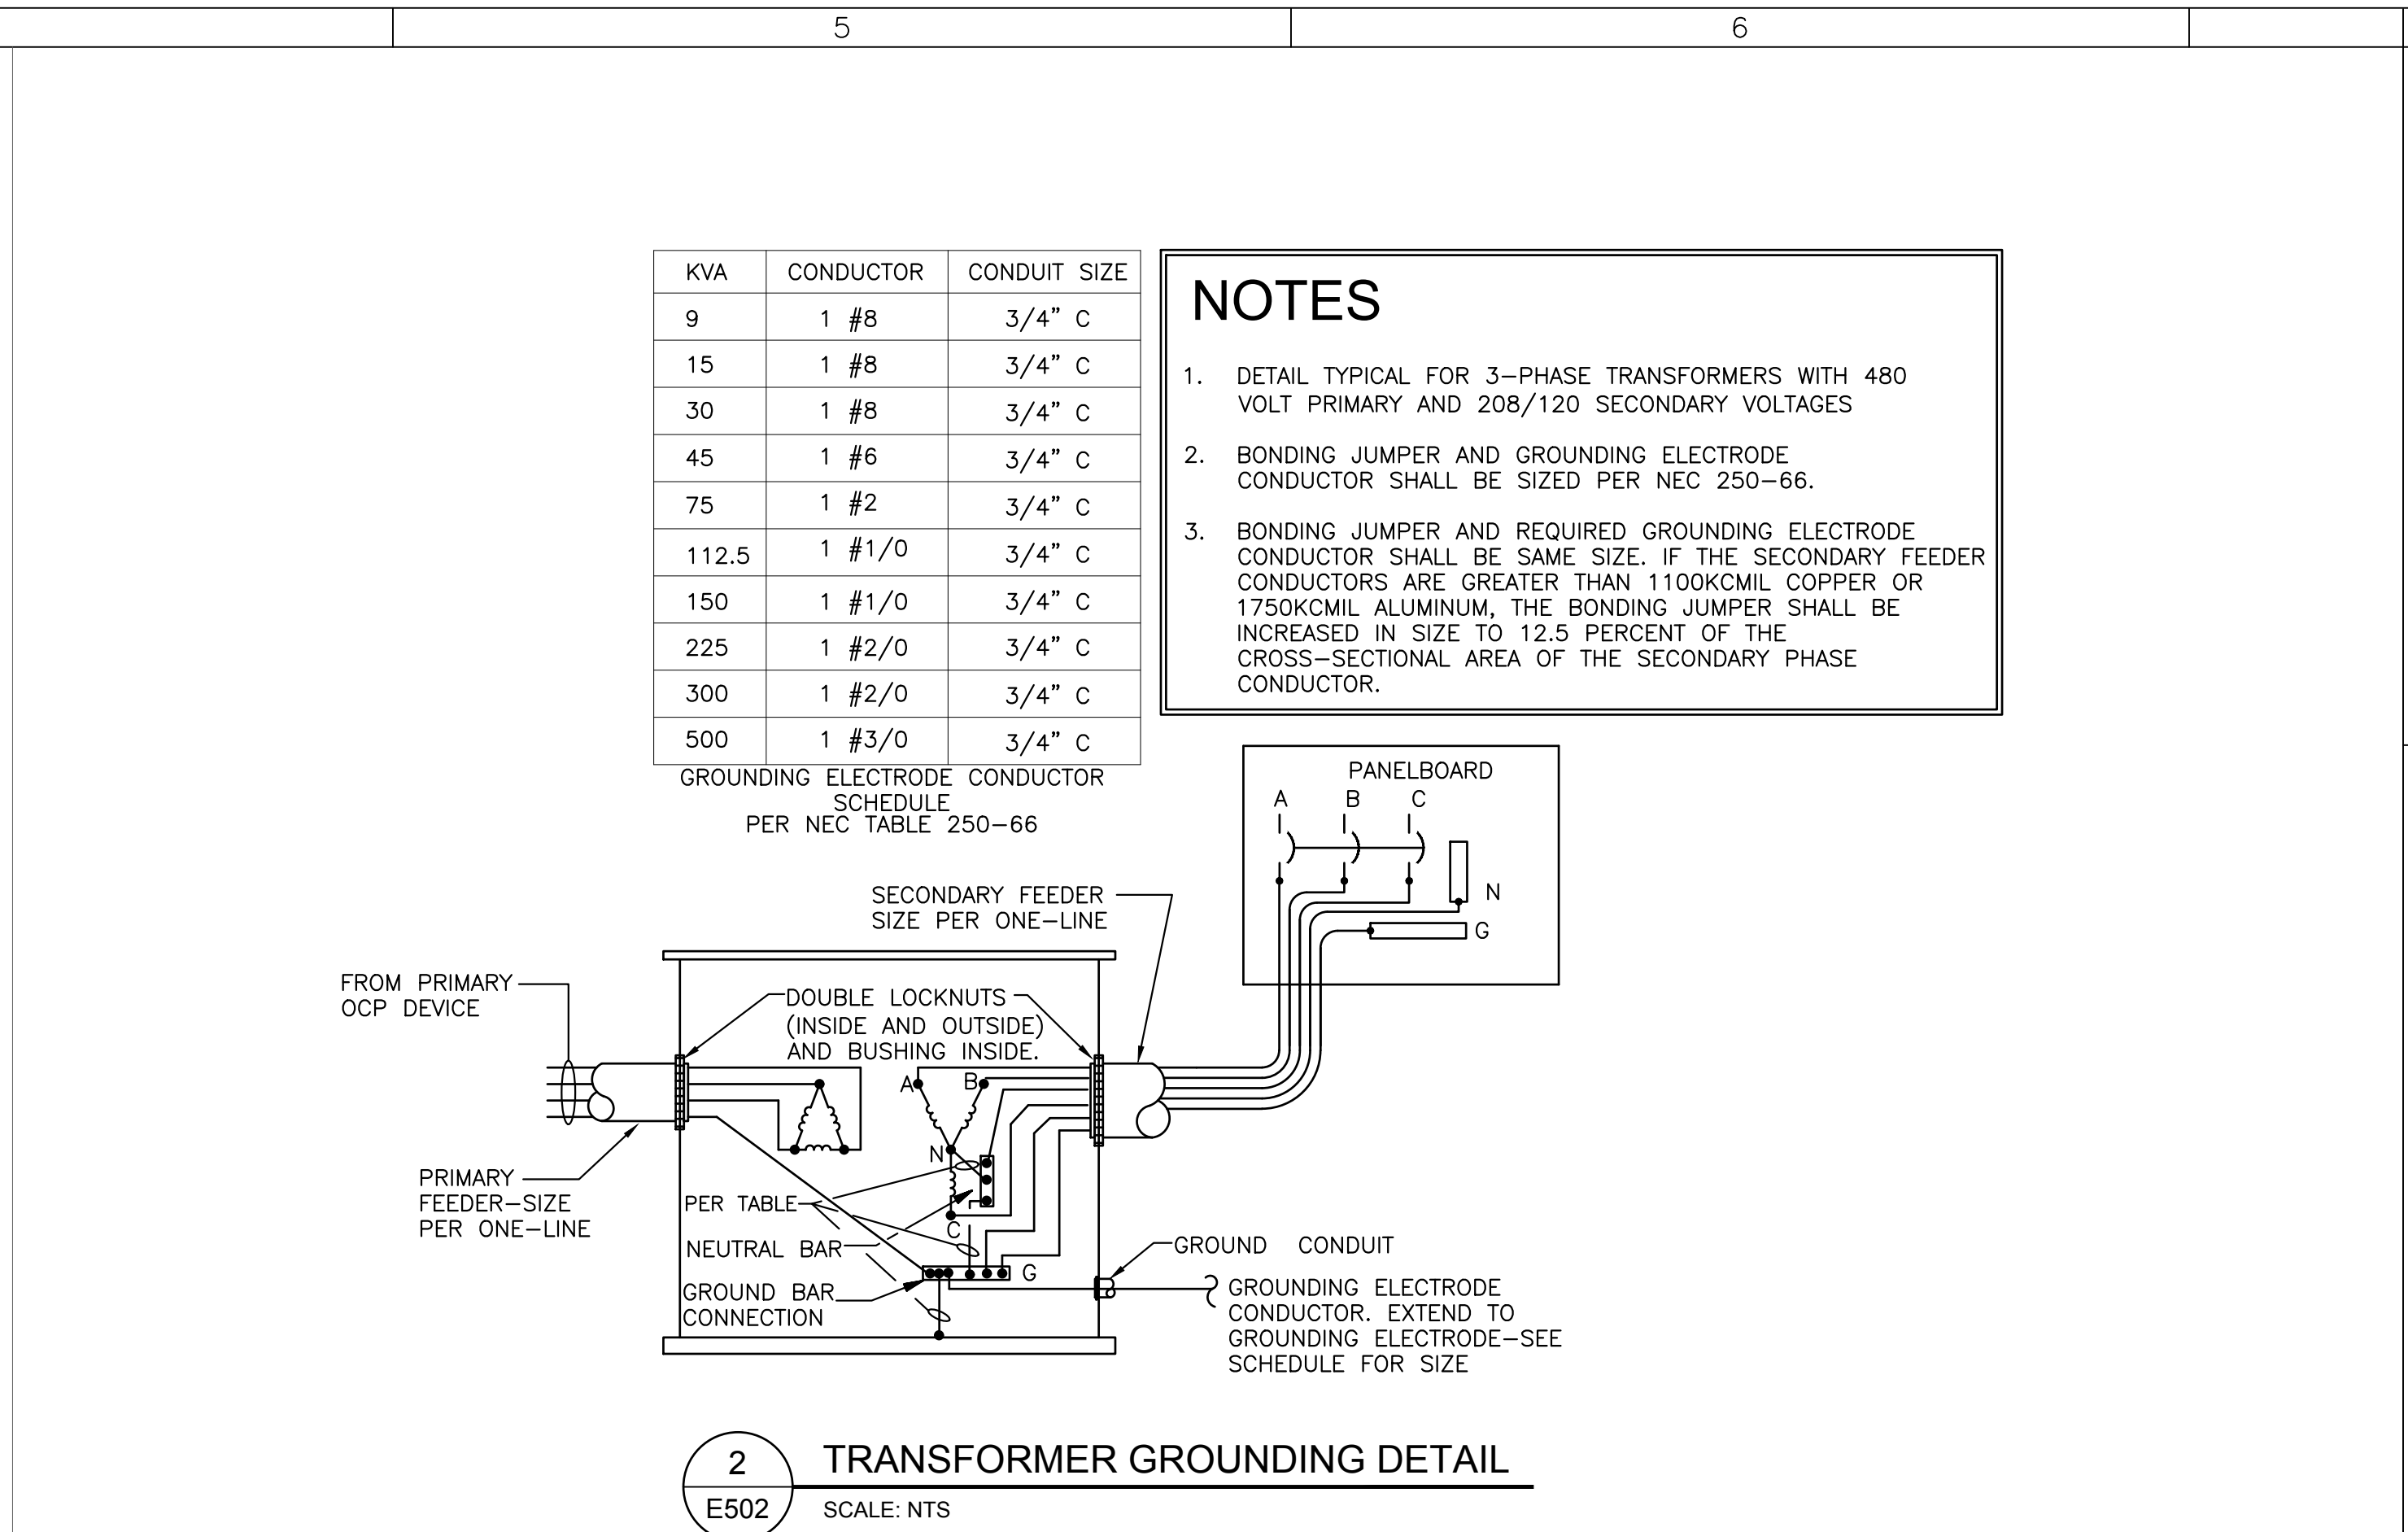 5
6
KVA CONDUCTOR CONDUIT SIZE
9 1 #8 3/4" C
15 1 #8 3/4" C
30 1 #8 3/4" C
45 1 #6 3/4" C
75 1 #2 3/4" C
112.5 1 #1/0 3/4" C
150 1 #1/0 3/4" C
225 1 #2/0 3/4" C
300 1 #2/0 3/4" C
500 1 #3/0 3/4" C
GROUNDING ELECTRODE CONDUCTOR
SCHEDULE
PER NEC TABLE 250-66
NOTES
1. DETAIL TYPICAL FOR 3-PHASE TRANSFORMERS WITH 480
VOLT PRIMARY AND 208/120 SECONDARY VOLTAGES
2. BONDING JUMPER AND GROUNDING ELECTRODE
CONDUCTOR SHALL BE SIZED PER NEC 250-66.
3. BONDING JUMPER AND REQUIRED GROUNDING ELECTRODE
CONDUCTOR SHALL BE SAME SIZE. IF THE SECONDARY FEEDER
CONDUCTORS ARE GREATER THAN 1100KCMIL COPPER OR
1750KCMIL ALUMINUM, THE BONDING JUMPER SHALL BE
INCREASED IN SIZE TO 12.5 PERCENT OF THE
CROSS-SECTIONAL AREA OF THE SECONDARY PHASE
CONDUCTOR.
PANELBOARD
A B C
N
G
SECONDARY FEEDER
SIZE PER ONE-LINE
FROM PRIMARY
OCP DEVICE
DOUBLE LOCKNUTS
(INSIDE AND OUTSIDE)
AND BUSHING INSIDE.
A B
N
C
PRIMARY
FEEDER-SIZE
PER ONE-LINE
PER TABLE
NEUTRAL BAR
GROUND BAR
CONNECTION
G
GROUND CONDUIT
GROUNDING ELECTRODE
CONDUCTOR. EXTEND TO
GROUNDING ELECTRODE-SEE
SCHEDULE FOR SIZE
2
E502
TRANSFORMER GROUNDING DETAIL
SCALE: NTS